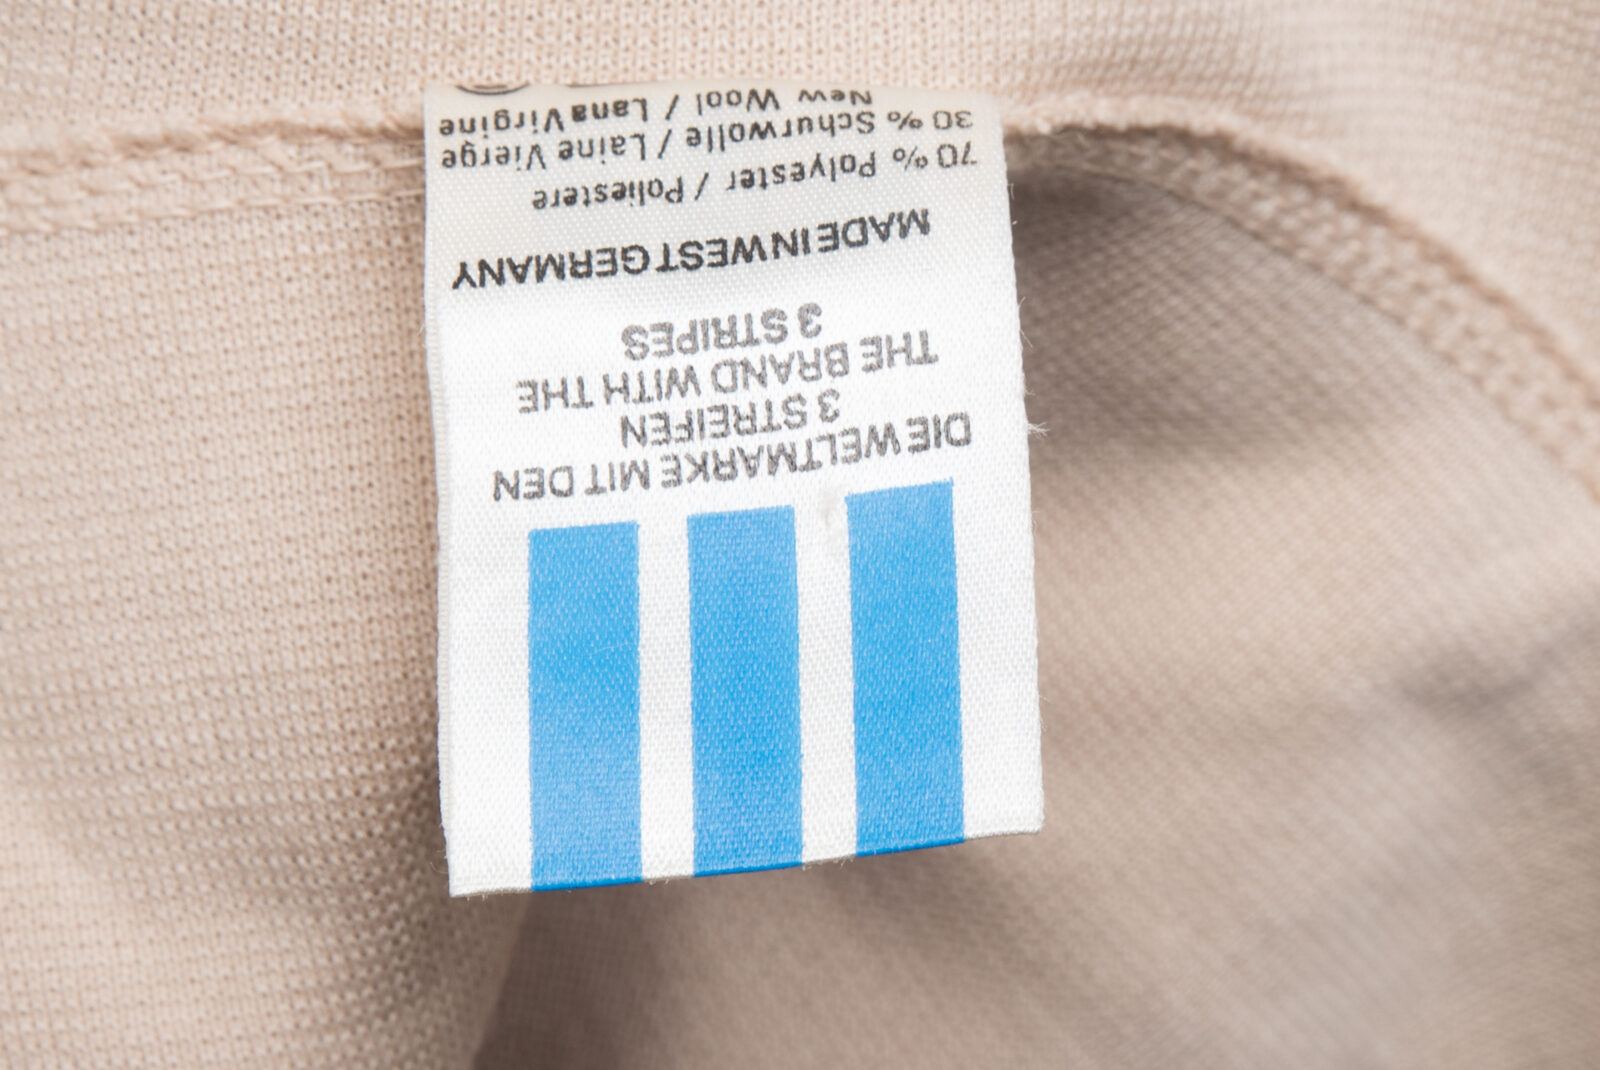 DIE WELTMARKE MIT DEN
3 STREIFEN
THE BRAND WITH THE
3 STRIPES
MADE IN WEST GERMANY
70 % Polyester / Poliestere
30 % Schurwolle / Laine Vierge
New Wool / Lana Virgine